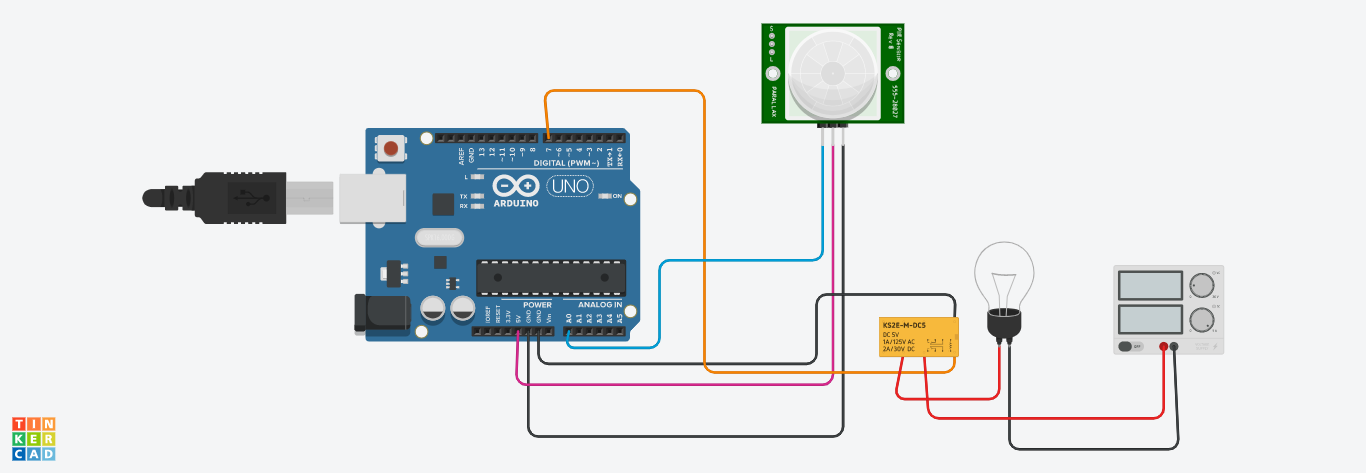 S
PIR Sensor
Rev B
PARALLAX
555-28027
AREF
GND
13
12
~11
~10
~9
8
7
~6
~5
4
~3
2
TX→1
RX←0
DIGITAL (PWM~)
L
TX
RX
ARDUINO
UNO
ON
POWER
ANALOG IN
IOREF
RESET
3.3V
5V
GND
GND
Vin
A0
A1
A2
A3
A4
A5
KS2E-M-DC5
DC 5V
1A/125V AC
2A/30V DC
OFF
TIN
KER
CAD